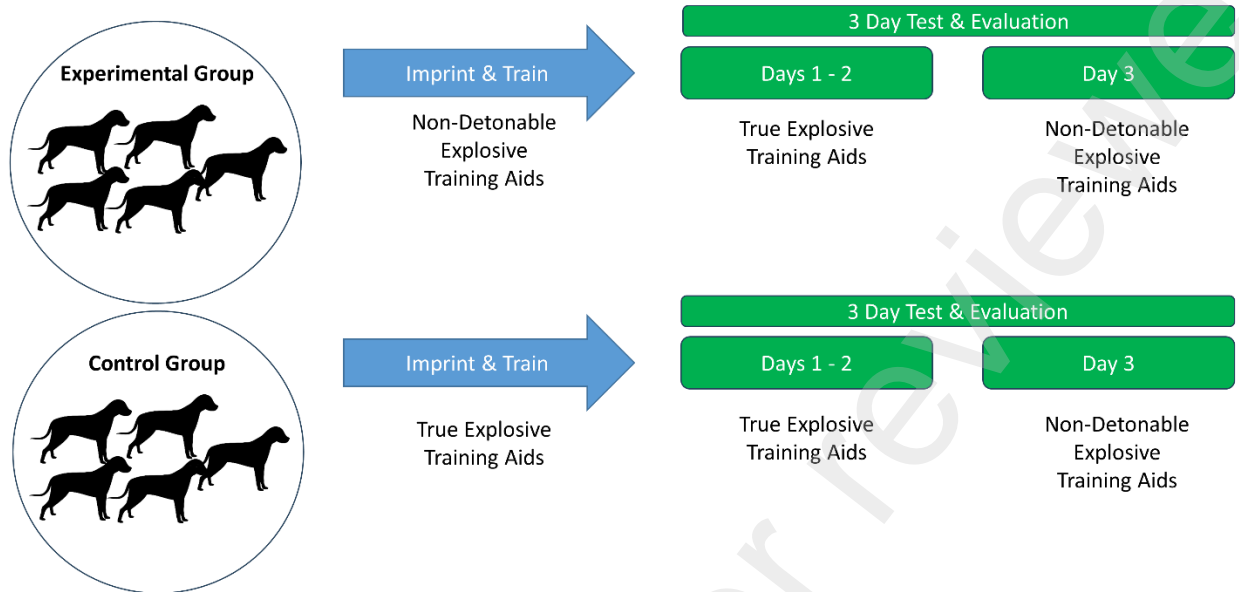 Experimental Group
Imprint & Train
Non-Detonable
Explosive
Training Aids
3 Day Test & Evaluation
Days 1 - 2
Day 3
True Explosive
Training Aids
Non-Detonable
Explosive
Training Aids
Control Group
Imprint & Train
True Explosive
Training Aids
3 Day Test & Evaluation
Days 1 - 2
Day 3
True Explosive
Training Aids
Non-Detonable
Explosive
Training Aids
er reviewe